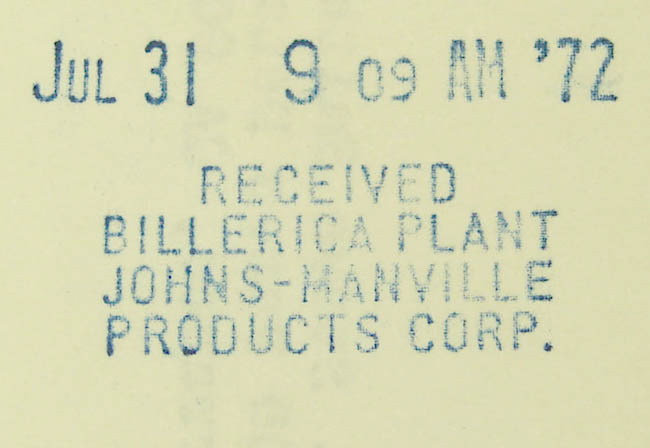 Jul 31 9 09 AM '72
RECEIVED
BILLERICA PLANT
JOHNS-MANVILLE
PRODUCTS CORP.